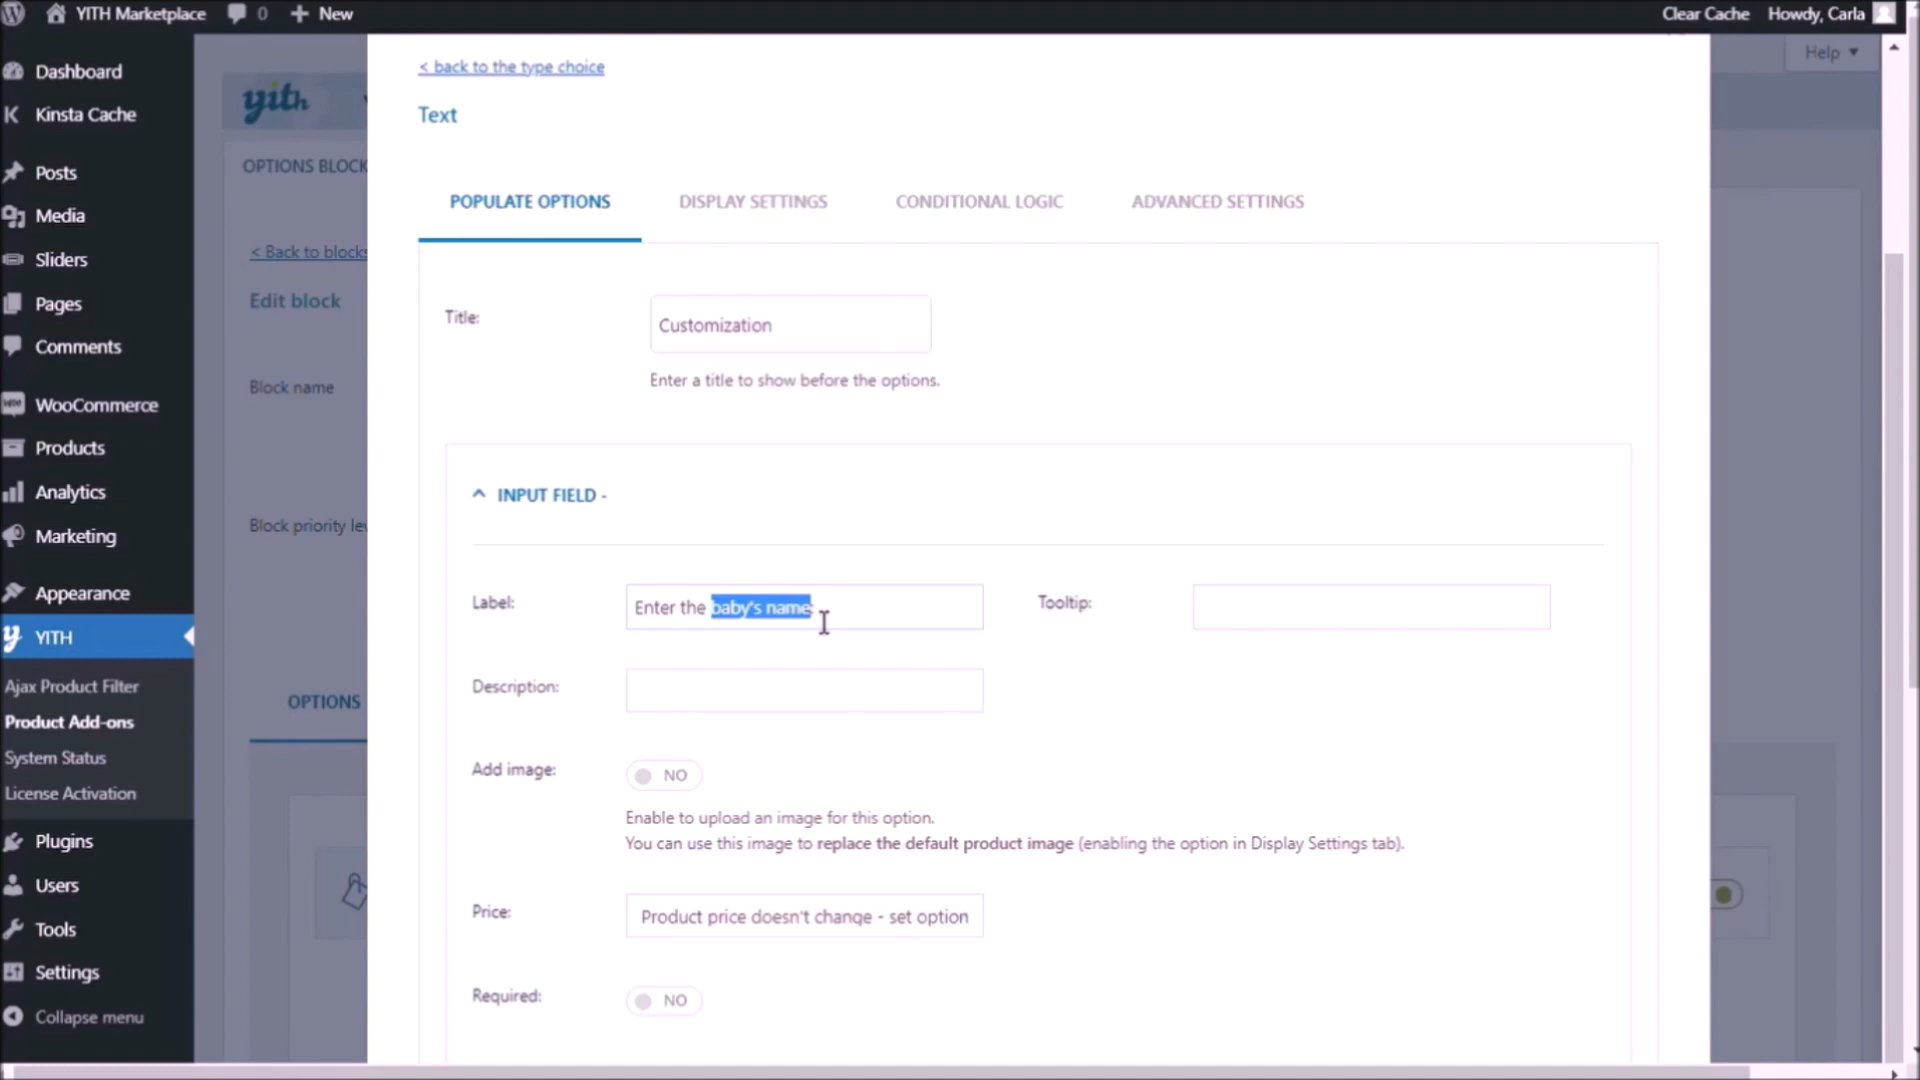 YITH Marketplace
0
New
Clear Cache
Howdy, Carla
Dashboard
Kinsta Cache
Posts
Media
Sliders
Pages
Comments
WooCommerce
Products
Analytics
Marketing
Appearance
YITH
Ajax Product Filter
Product Add-ons
System Status
License Activation
Plugins
Users
Tools
Settings
Collapse menu
Help
yith
OPTIONS BLOCK
< Back to blocks
Edit block
Block name
Block priority lev
OPTIONS
< back to the type choice
Text
POPULATE OPTIONS
DISPLAY SETTINGS
CONDITIONAL LOGIC
ADVANCED SETTINGS
Title:
Customization
Enter a title to show before the options.
INPUT FIELD -
Label:
Enter the baby's name
Tooltip:
Description:
Add image:
NO
Enable to upload an image for this option.
You can use this image to replace the default product image (enabling the option in Display Settings tab).
Price:
Product price doesn't change - set option
Required:
NO